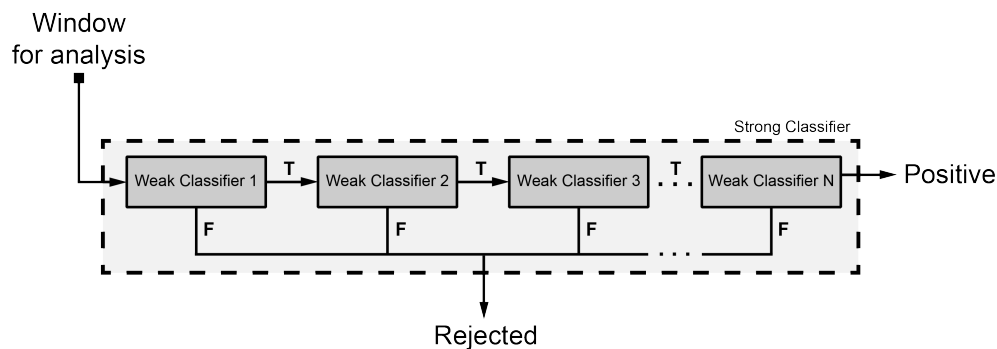 Window
for analysis
Strong Classifier
Weak Classifier 1
T
Weak Classifier 2
T
Weak Classifier 3
T
. . .
Weak Classifier N
Positive
F
F
F
F
. . .
Rejected